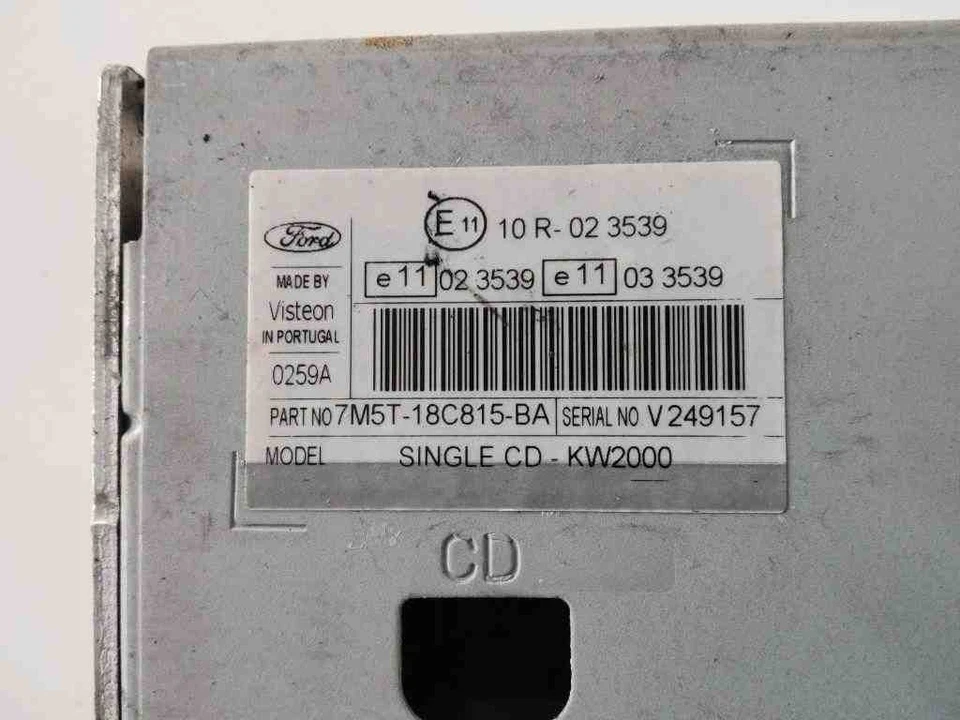 E 11 10 R- 02 3539
Ford
e 11 02 3539 e 11 03 3539
MADE BY
Visteon
IN PORTUGAL
0259A
PART NO 7M5T-18C815-BA SERIAL NO V249157
MODEL SINGLE CD - KW2000
CD